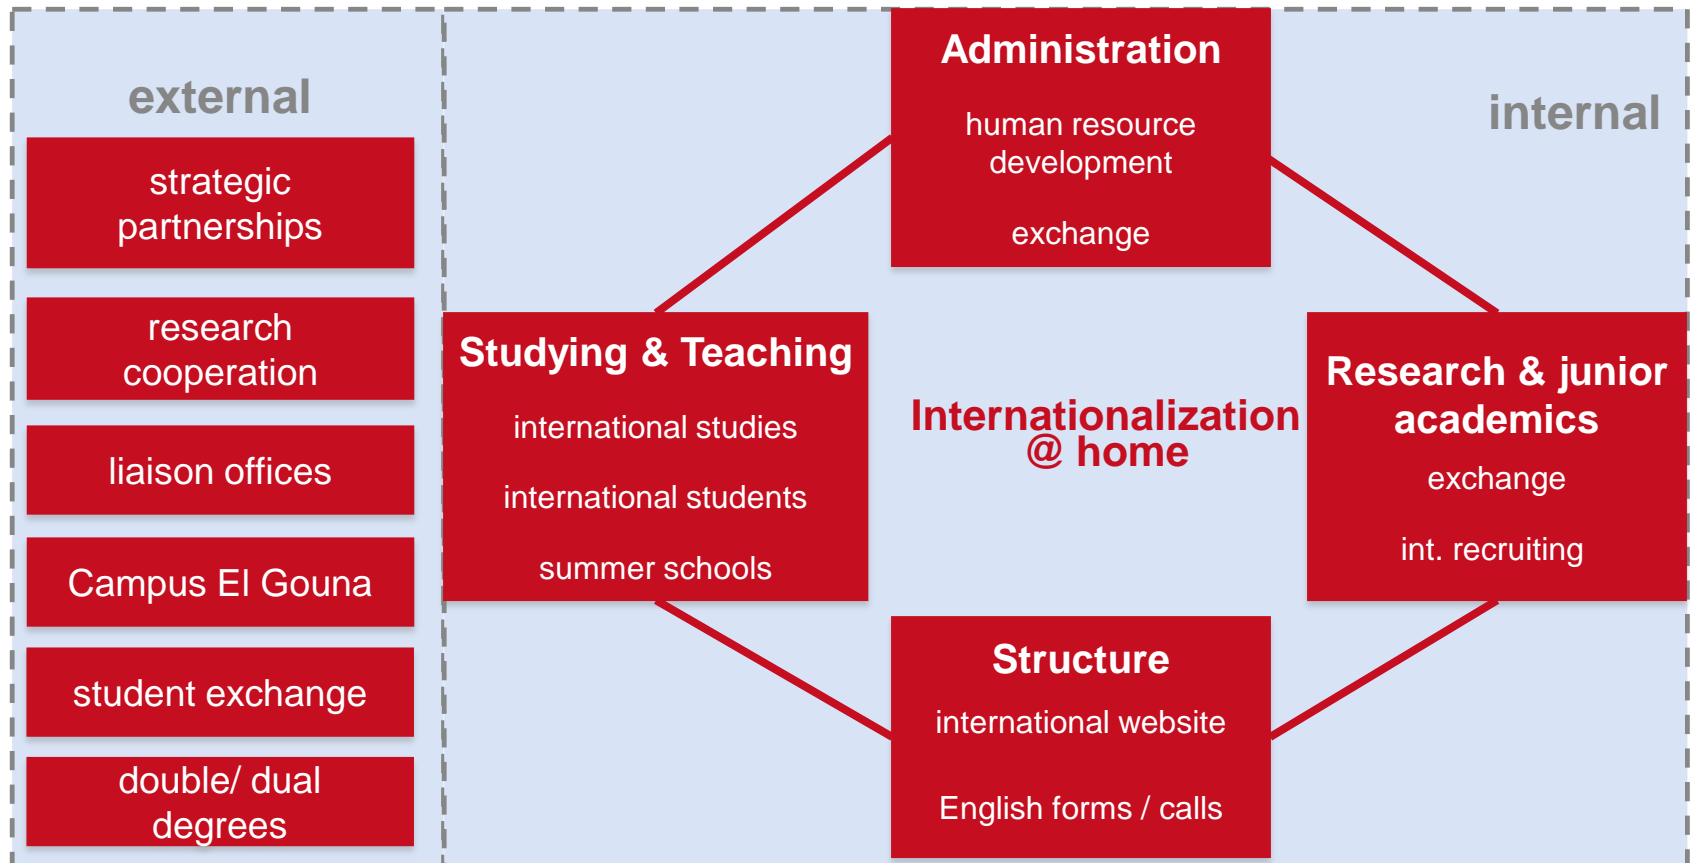 external
strategic
partnerships
research
cooperation
liaison offices
Campus El Gouna
student exchange
double/ dual
degrees
internal
Administration
human resource
development
exchange
Studying & Teaching
international studies
international students
summer schools
Internationalization
@ home
Research & junior
academics
exchange
int. recruiting
Structure
international website
English forms / calls